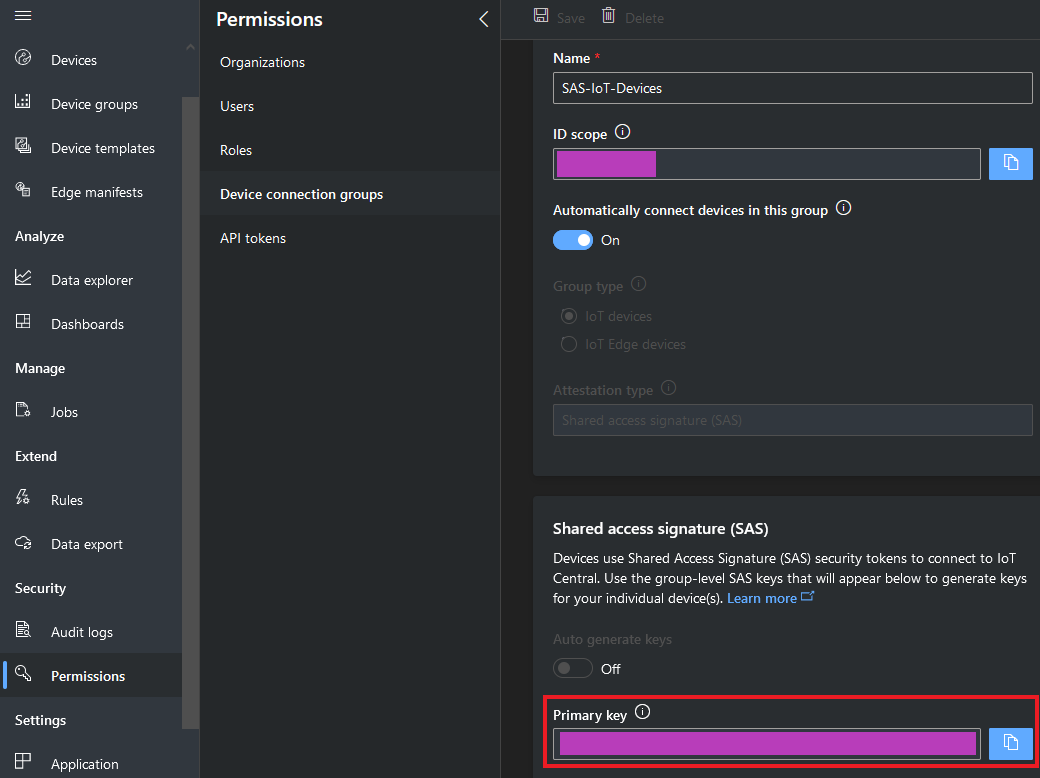 Devices
Device groups
Device templates
Edge manifests
Analyze
Data explorer
Dashboards
Manage
Jobs
Extend
Rules
Data export
Security
Audit logs
Permissions
Settings
Application
Permissions
Organizations
Users
Roles
Device connection groups
API tokens
Save
Delete
Name *
SAS-IoT-Devices
ID scope
Automatically connect devices in this group
On
Group type
IoT devices
IoT Edge devices
Attestation type
Shared access signature (SAS)
Shared access signature (SAS)
Devices use Shared Access Signature (SAS) security tokens to connect to IoT
Central. Use the group-level SAS keys that will appear below to generate keys
for your individual device(s). Learn more
Auto generate keys
Off
Primary key